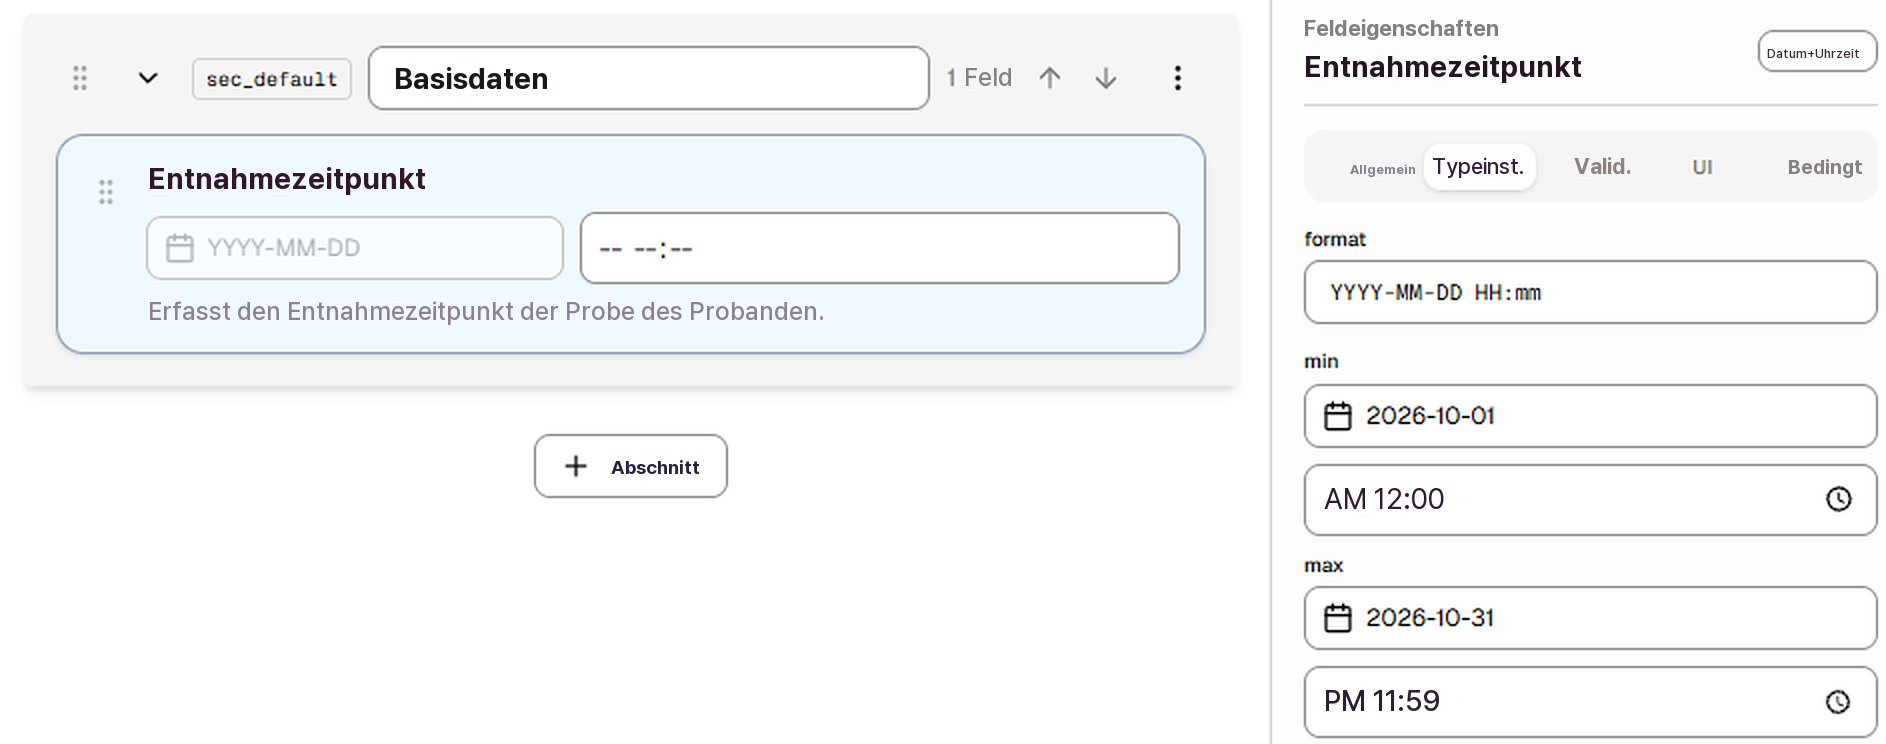 sec_default
Basisdaten
1 Feld
Entnahmezeitpunkt
YYYY-MM-DD
-- --:--
Erfasst den Entnahmezeitpunkt der Probe des Probanden.
Abschnitt
Feldeigenschaften
Entnahmezeitpunkt
Datum+Uhrzeit
Allgemein Typeinst. Valid. UI Bedingt
format
YYYY-MM-DD HH:mm
min
2026-10-01
AM 12:00
max
2026-10-31
PM 11:59